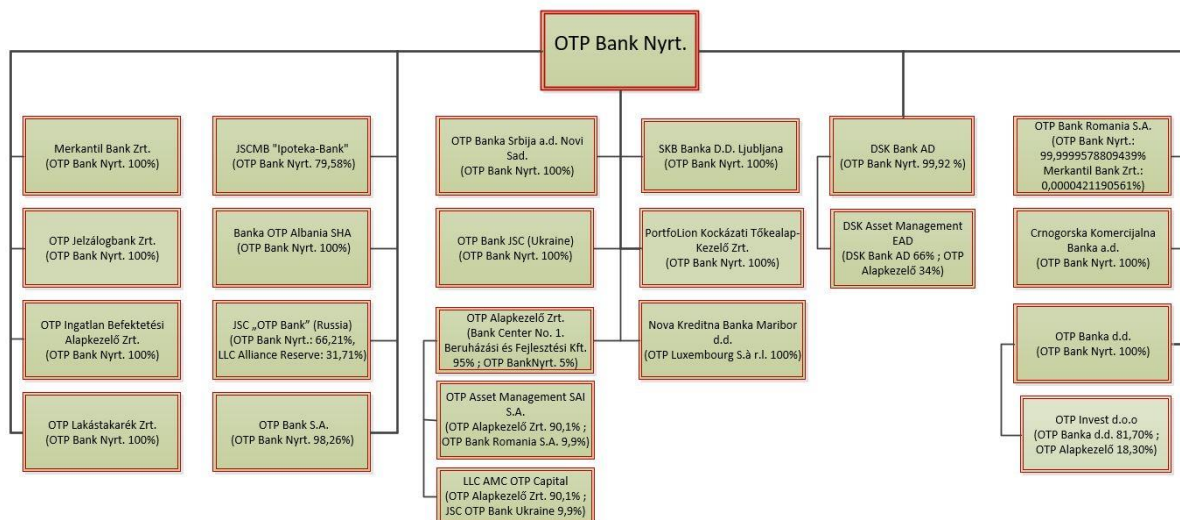 OTP Bank Nyrt.
Merkantil Bank Zrt.
(OTP Bank Nyrt. 100%)
OTP Jelzálogbank Zrt.
(OTP Bank Nyrt. 100%)
OTP Ingatlan Befektetési
Alapkezelő Zrt.
(OTP Bank Nyrt. 100%)
OTP Lakástakarék Zrt.
(OTP Bank Nyrt. 100%)
JSCMB "Ipoteka-Bank"
(OTP Bank Nyrt. 79,58%)
Banka OTP Albania SHA
(OTP Bank Nyrt. 100%)
JSC „OTP Bank” (Russia)
(OTP Bank Nyrt.: 66,21%,
LLC Alliance Reserve: 31,71%)
OTP Bank S.A.
(OTP Bank Nyrt. 98,26%)
OTP Banka Srbija a.d. Novi
Sad.
(OTP Bank Nyrt. 100%)
OTP Bank JSC (Ukraine)
(OTP Bank Nyrt. 100%)
OTP Alapkezelő Zrt.
(Bank Center No. 1.
Beruházási és Fejlesztési Kft.
95% ; OTP BankNyrt. 5%)
OTP Asset Management SAI
S.A.
(OTP Alapkezelő Zrt. 90,1% ;
OTP Bank Romania S.A. 9,9%)
LLC AMC OTP Capital
(OTP Alapkezelő Zrt. 90,1% ;
JSC OTP Bank Ukraine 9,9%)
SKB Banka D.D. Ljubljana
(OTP Bank Nyrt. 100%)
PortfoLion Kockázati Tőkealap-
Kezelő Zrt.
(OTP Bank Nyrt. 100%)
Nova Kreditna Banka Maribor
d.d.
(OTP Luxembourg S.à r.l. 100%)
DSK Bank AD
(OTP Bank Nyrt. 99,92 %)
DSK Asset Management
EAD
(DSK Bank AD 66% ; OTP
Alapkezelő 34%)
OTP Bank Romania S.A.
(OTP Bank Nyrt.:
99,9999578809439%
Merkantil Bank Zrt.:
0,0000421190561%)
Crnogorska Komercijalna
Banka a.d.
(OTP Bank Nyrt. 100%)
OTP Banka d.d.
(OTP Bank Nyrt. 100%)
OTP Invest d.o.o
(OTP Banka d.d. 81,70% ;
OTP Alapkezelő 18,30%)